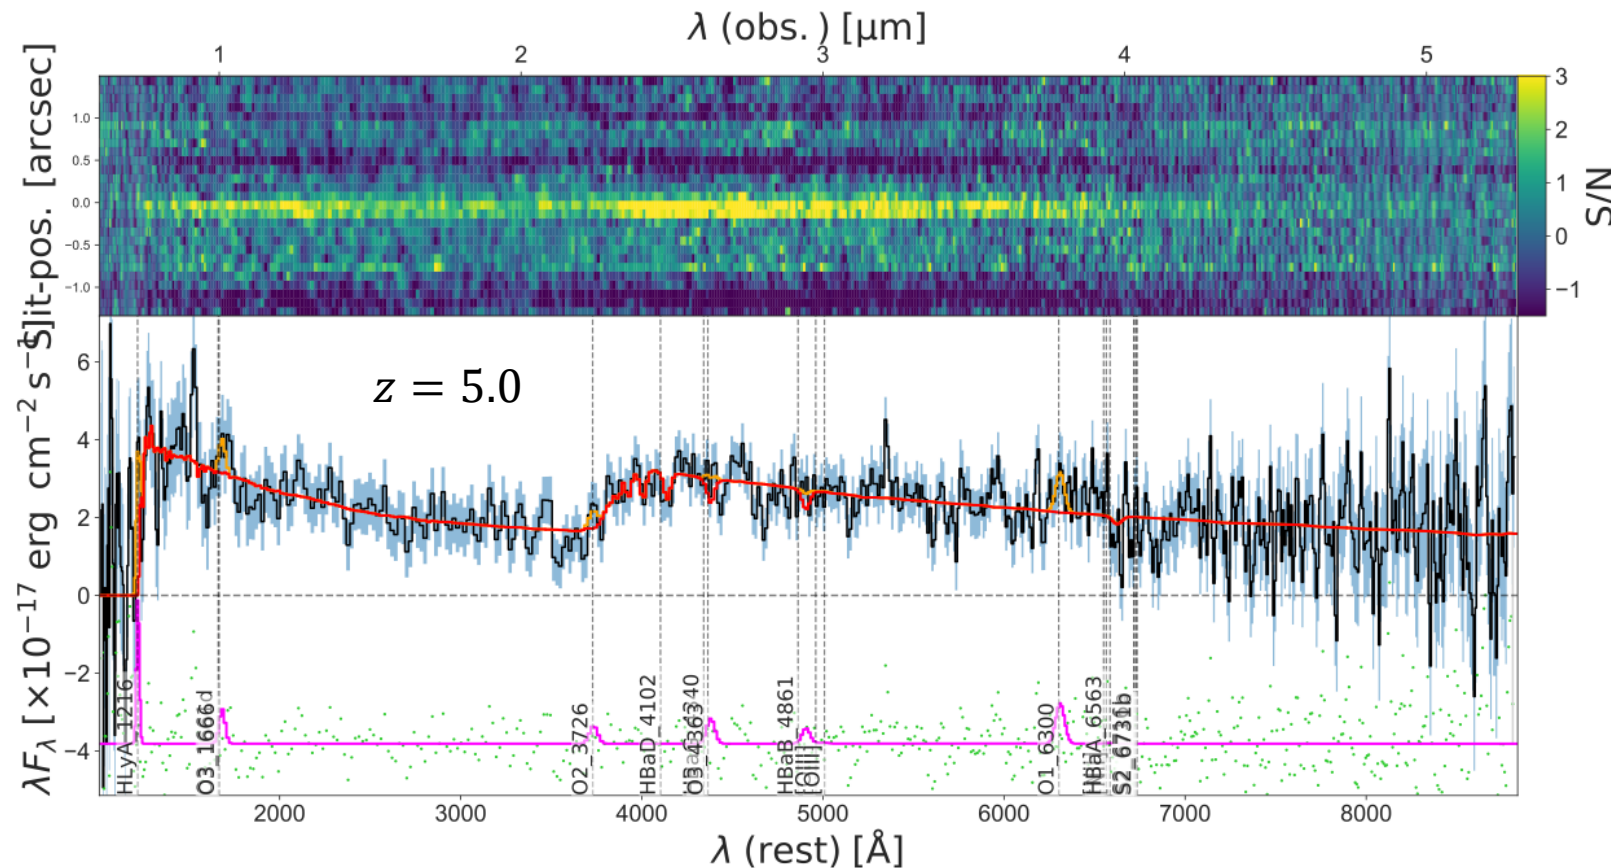 λ (obs.) [μm]
1 2 3 4 5
Slit-pos. [arcsec]
1.0
0.5
0.0
−0.5
−1.0
3
2
1
0
−1
S/N
λF_λ [×10⁻¹⁷ erg cm⁻² s⁻¹]
6
4
2
0
−2
−4
z = 5.0
HLyA_1216
O3_1666d
O2_3726
HBaD_4102
O3_4363
HBaB_4861
[OIII]
O1_6300
HBaA_6563
S2_6731b
2000 3000 4000 5000 6000 7000 8000
λ (rest) [Å]